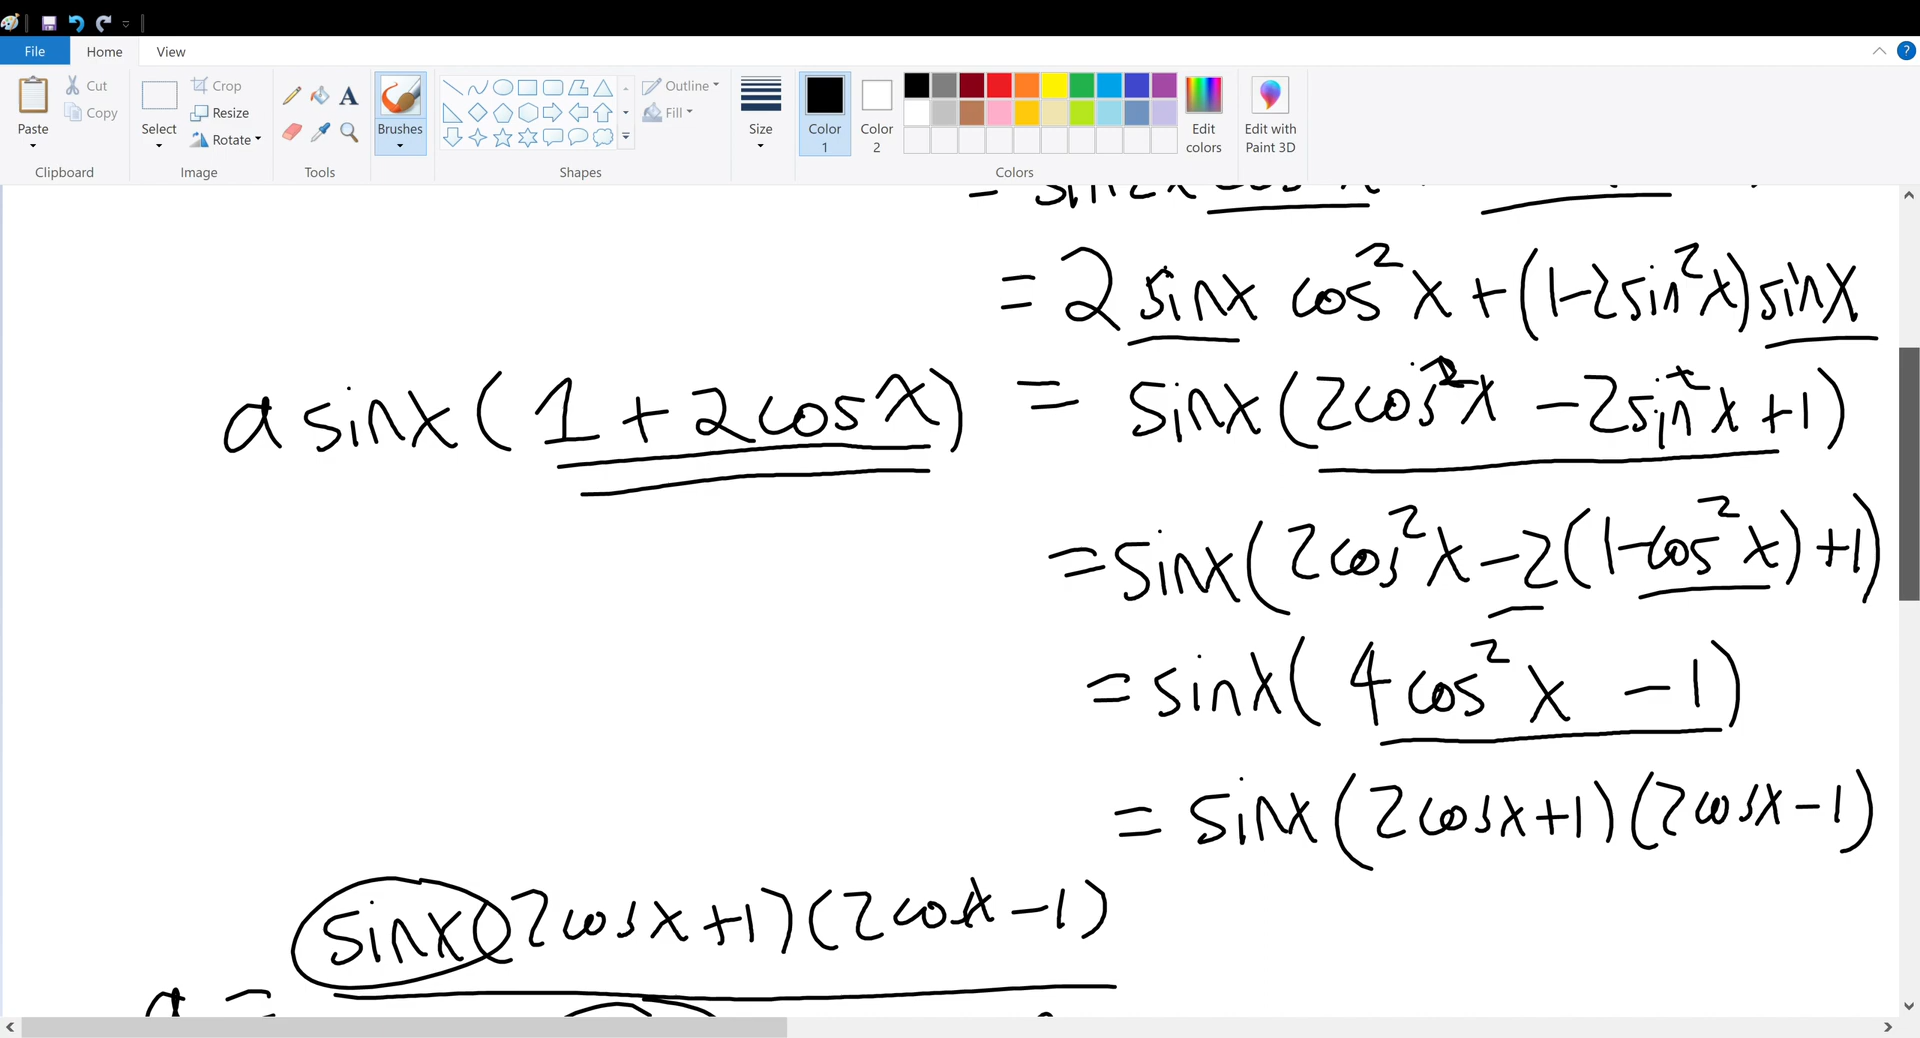 File Home View
Paste Cut Copy Clipboard
Select Crop Resize Rotate Image
A Tools
Brushes
Shapes Outline Fill
Size
Color 1 Color 2 Edit colors Edit with Paint 3D Colors
= sin2x
= 2 sinx cos²x + (1-2sin²x) sinx
a sinx (1 + 2cosx) = sinx (2cos²x - 2sin²x + 1)
= sinx (2cos²x - 2(1-cos²x) + 1)
= sinx (4cos²x - 1)
= sinx (2cosx+1)(2cosx-1)
sinx(2cosx+1)(2cosx-1)
a =